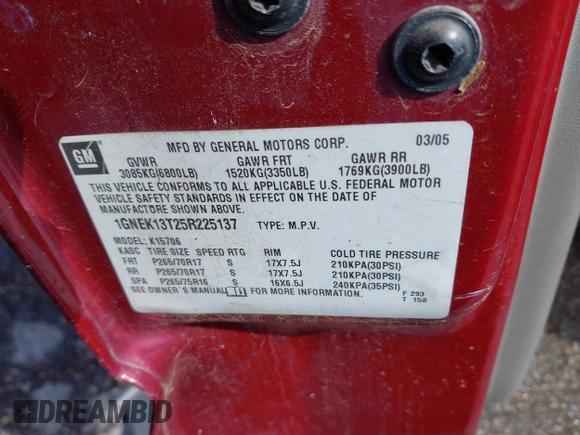 GM
MFD BY GENERAL MOTORS CORP. 03/05
GVWR GAWR FRT GAWR RR
3085KG(6800LB) 1520KG(3350LB) 1769KG(3900LB)
THIS VEHICLE CONFORMS TO ALL APPLICABLE U.S. FEDERAL MOTOR
VEHICLE SAFETY STANDARDS IN EFFECT ON THE DATE OF
MANUFACTURE SHOWN ABOVE.
1GNEK13T25R225137 TYPE: M.P.V.
MODEL: K15706
KASC TIRE SIZE SPEED RTG RIM COLD TIRE PRESSURE
FRT P265/70R17 S 17X7.5J 210KPA(30PSI)
RR P265/70R17 S 17X7.5J 210KPA(30PSI)
SPA P265/75R16 S 16X6.5J 240KPA(35PSI)
SEE OWNER'S MANUAL FOR MORE INFORMATION.
F 293
T 158
DREAMBID